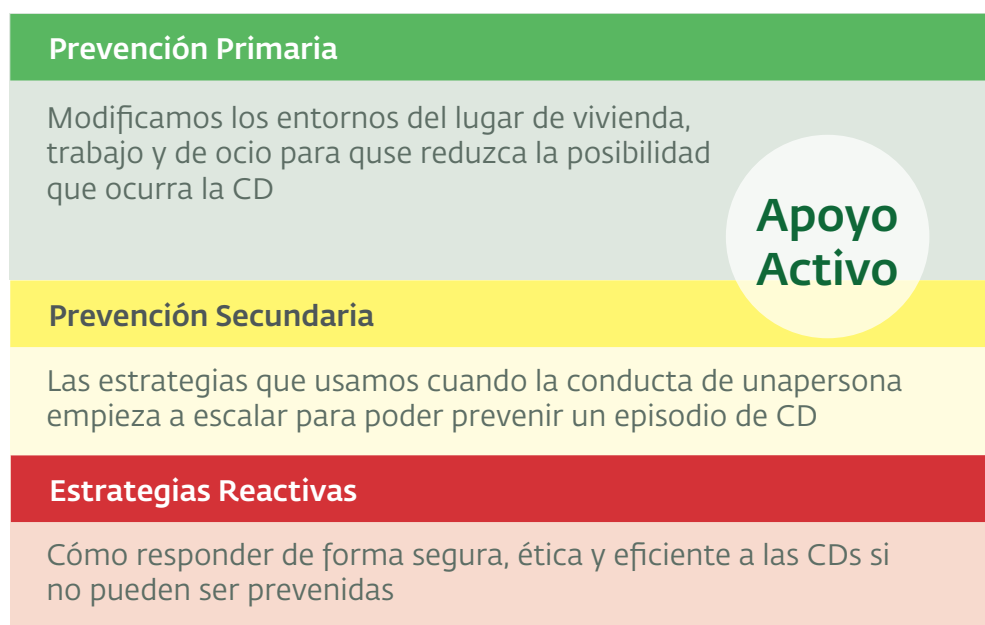 Prevención Primaria
Modificamos los entornos del lugar de vivienda,
trabajo y de ocio para quse reduzca la posibilidad
que ocurra la CD
Apoyo
Activo
Prevención Secundaria
Las estrategias que usamos cuando la conducta de unapersona
empieza a escalar para poder prevenir un episodio de CD
Estrategias Reactivas
Cómo responder de forma segura, ética y eficiente a las CDs si
no pueden ser prevenidas